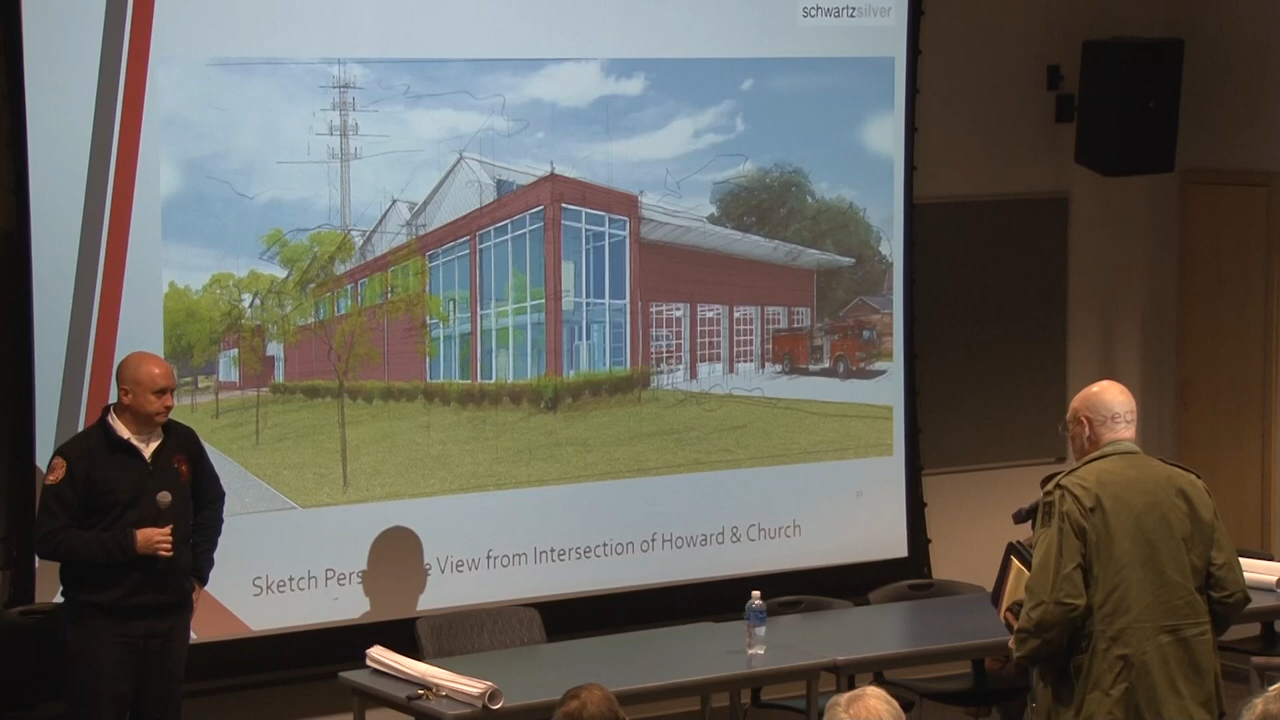 schwartzsilver
Sketch Pers e View from Intersection of Howard & Church